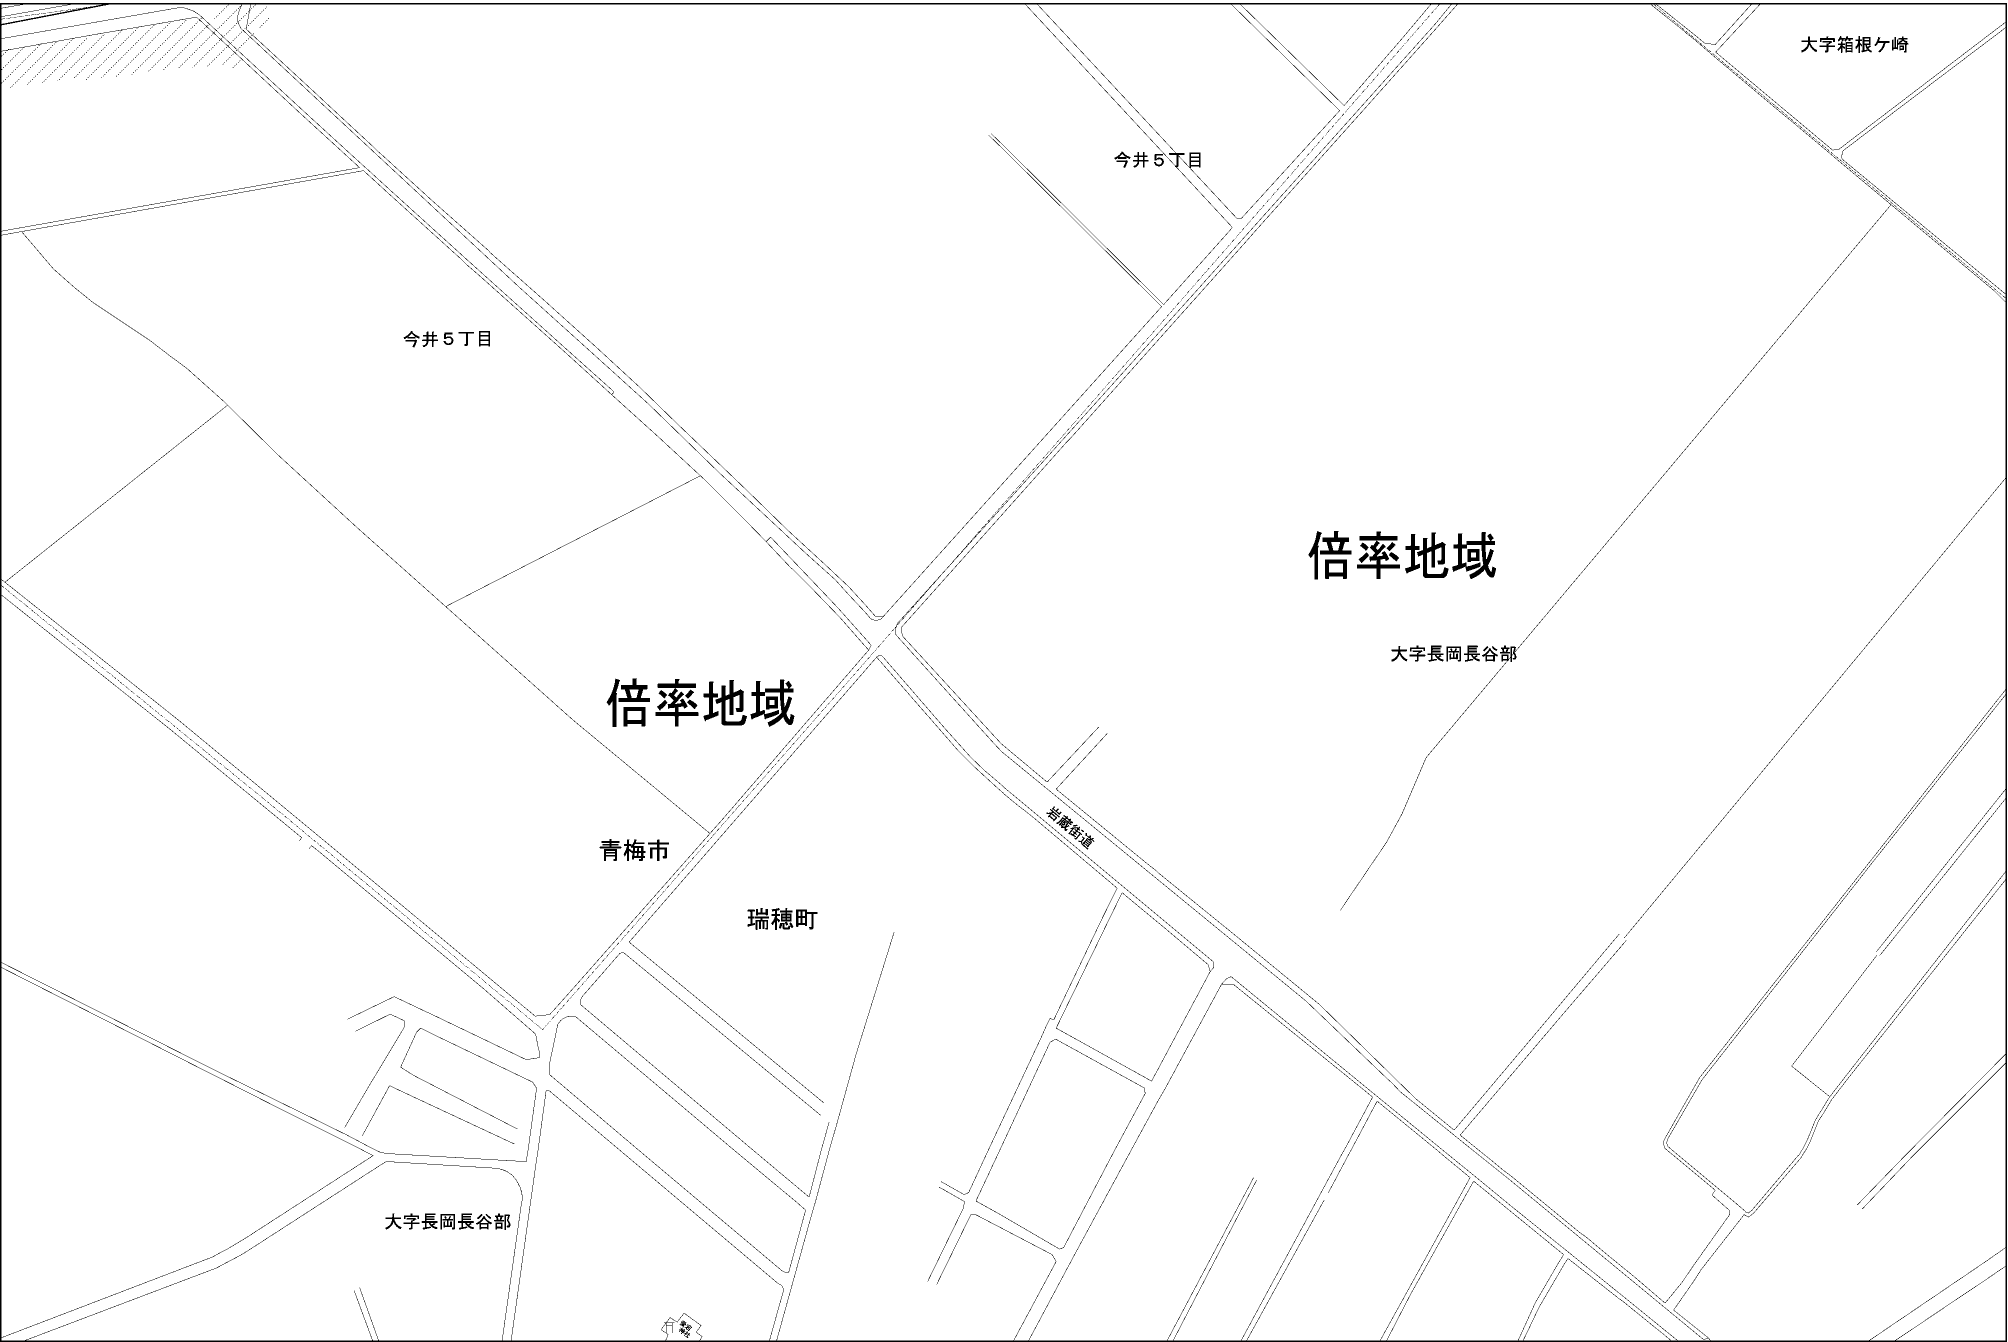 大字箱根ケ崎
今井５丁目
今井５丁目
倍率地域
大字長岡長谷部
倍率地域
岩蔵街道
青梅市
瑞穂町
大字長岡長谷部